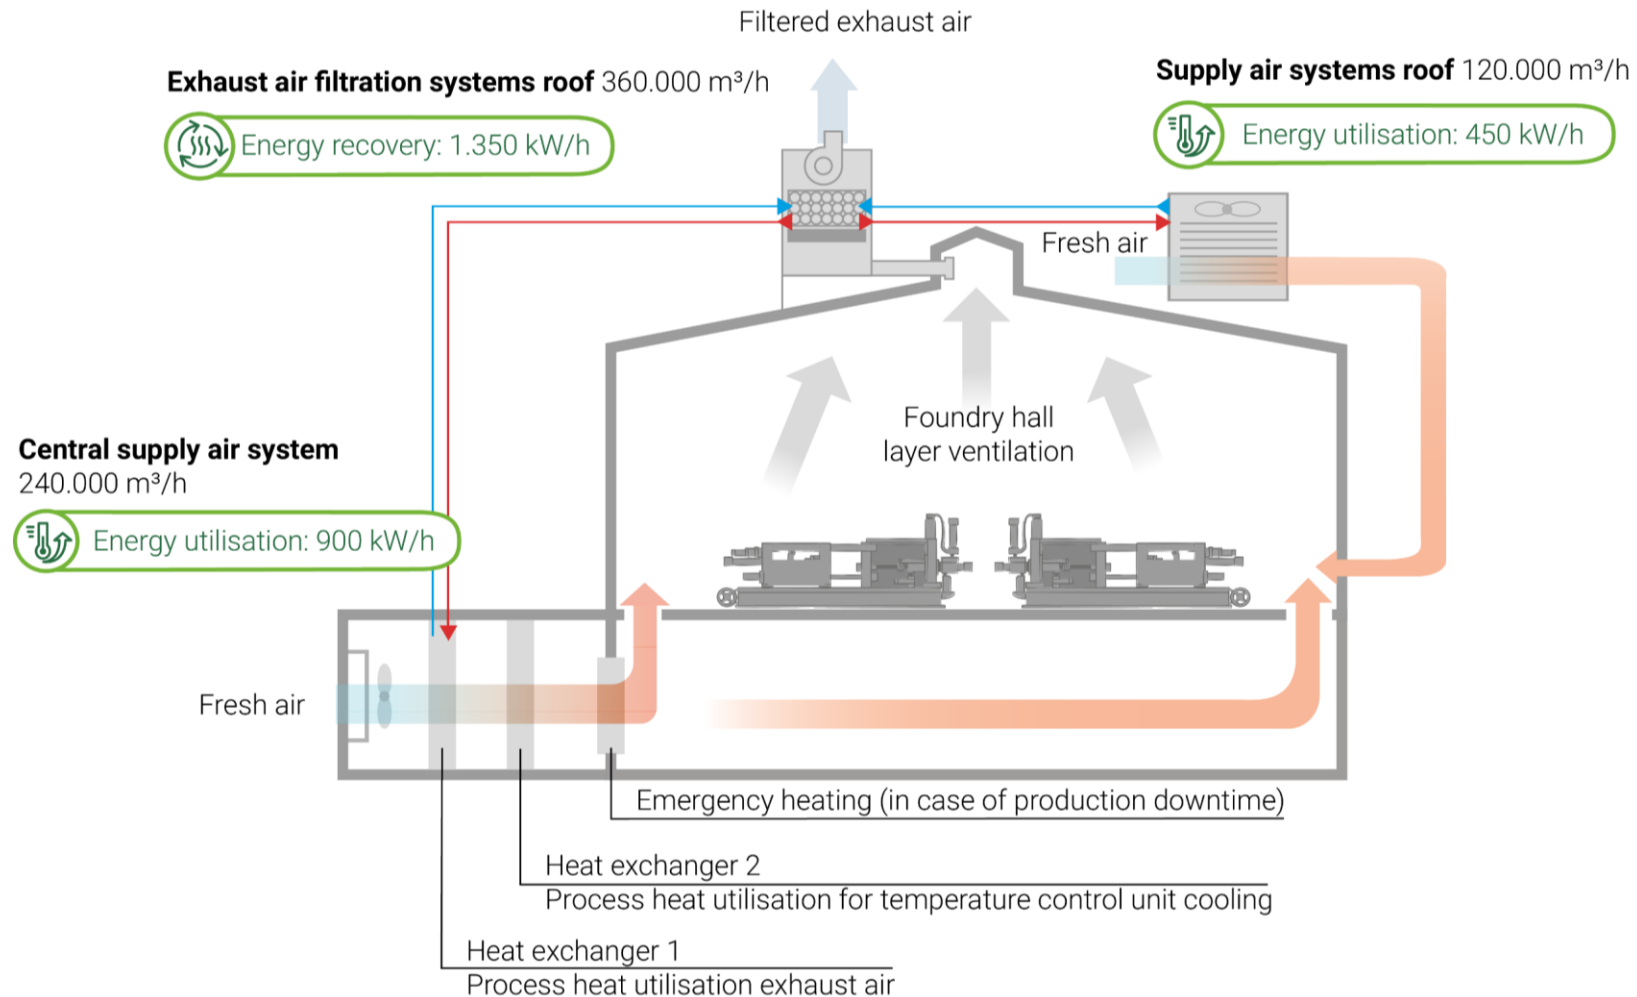 Filtered exhaust air
Exhaust air filtration systems roof 360.000 m³/h
Energy recovery: 1.350 kW/h
Supply air systems roof 120.000 m³/h
Energy utilisation: 450 kW/h
Fresh air
Foundry hall
layer ventilation
Central supply air system
240.000 m³/h
Energy utilisation: 900 kW/h
Fresh air
Emergency heating (in case of production downtime)
Heat exchanger 2
Process heat utilisation for temperature control unit cooling
Heat exchanger 1
Process heat utilisation exhaust air